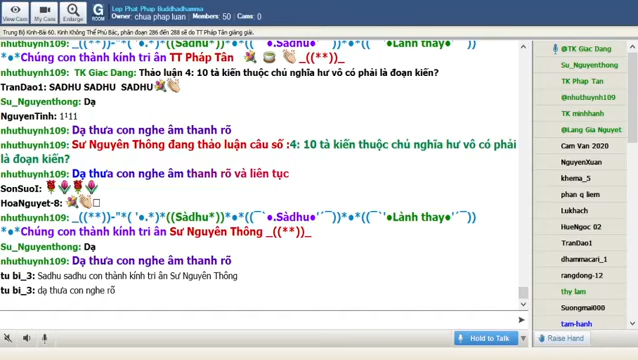 View Cam
My Cam
Enlarge
G
ROOM
Lop Phat Phap Buddhadhamma
Owner: chua phap luan | Members: 50 | Cams: 0
Trung Bộ Kinh-Bài 60. Kinh Không Thể Phủ Bác, phân đoạn 286 đến 288 sẽ do TT Pháp Tân giảng giải.
nhuthuynh109: _((**))-"*( '●.*)●((Sàdhu*))*●*((¯`●.Sàdhu●'´¯))*●*((¯`●Lành thay●'´¯))
*●*Chúng con thành kính tri ân TT Pháp Tân _((**))_
nhuthuynh109: TK Giac Dang: Thảo luận 4: 10 tà kiến thuộc chủ nghĩa hư vô có phải là đoạn kiến?
TranDao1: SADHU SADHU SADHU
Su_Nguyenthong: Dạ
NguyenTinh: 1¹11
nhuthuynh109: Dạ thưa con nghe âm thanh rõ
nhuthuynh109: Sư Nguyên Thông đang thảo luận câu số :4: 10 tà kiến thuộc chủ nghĩa hư vô có phải
là đoạn kiến?
nhuthuynh109: Dạ thưa con nghe âm thanh rõ và liên tục
SonSuoI:
HoaNguyet-8:
nhuthuynh109: _((**))-"*( '●.*)●((Sàdhu*))*●*((¯`●.Sàdhu●'´¯))*●*((¯`●Lành thay●'´¯))
*●*Chúng con thành kính tri ân Sư Nguyên Thông _((**))_
Su_Nguyenthong: Dạ
nhuthuynh109: Dạ thưa con nghe âm thanh rõ
tu bi_3: Sadhu sadhu con thành kính tri ân Sư Nguyên Thông
tu bi_3: dạ thưa con nghe rõ
@TK Giac Dang
Su_Nguyenthong
TK Phap Tan
@nhuthuynh109
TK minhhanh
@Lang Gia Nguyet
Cam Van 2020
NguyenXuan
khema_5
phan q liem
Lukhach
HueNgoc 02
TranDao1
dhammacari_1
rangdong-12
thy lam
Suongmai000
tam-hanh
Hold to Talk
Raise Hand